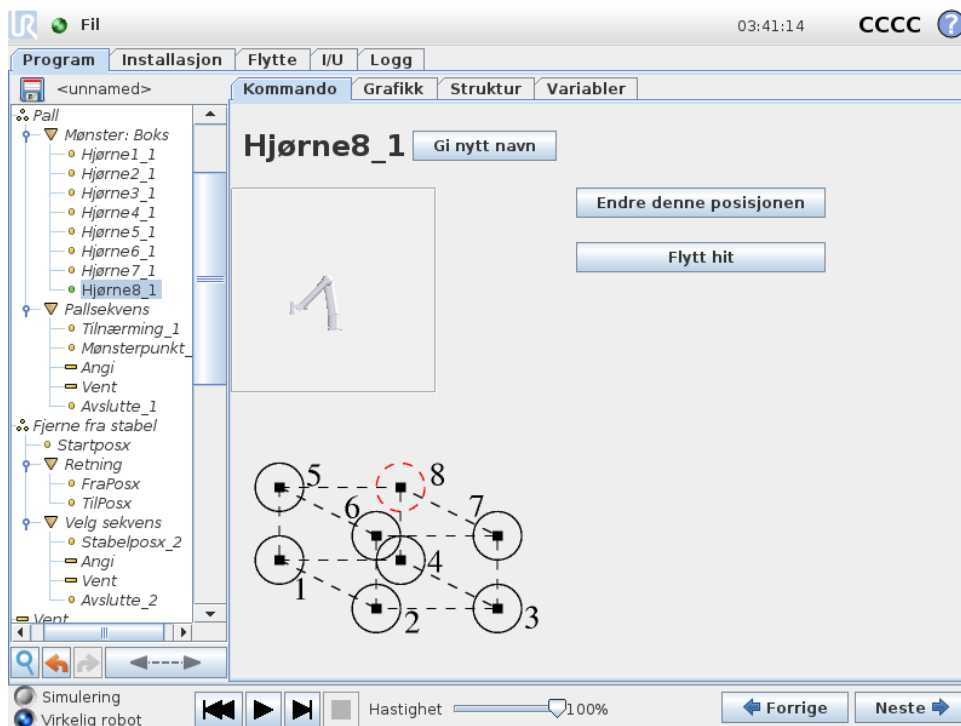 UR Fil 03:41:14 CCCC ?
Program Installasjon Flytte I/U Logg
<unnamed> Kommando Grafikk Struktur Variabler
Pall
Mønster: Boks
Hjørne1_1
Hjørne2_1
Hjørne3_1
Hjørne4_1
Hjørne5_1
Hjørne6_1
Hjørne7_1
Hjørne8_1
Pallsekvens
Tilnærming_1
Mønsterpunkt_
Angi
Vent
Avslutte_1
Fjerne fra stabel
Startposx
Retning
FraPosx
TilPosx
Velg sekvens
Stabelposx_2
Angi
Vent
Avslutte_2
Vent
Hjørne8_1 Gi nytt navn
Endre denne posisjonen
Flytt hit
5 8
6 7
1 4
2 3
Simulering
Virkelig robot
Hastighet 100%
Forrige Neste